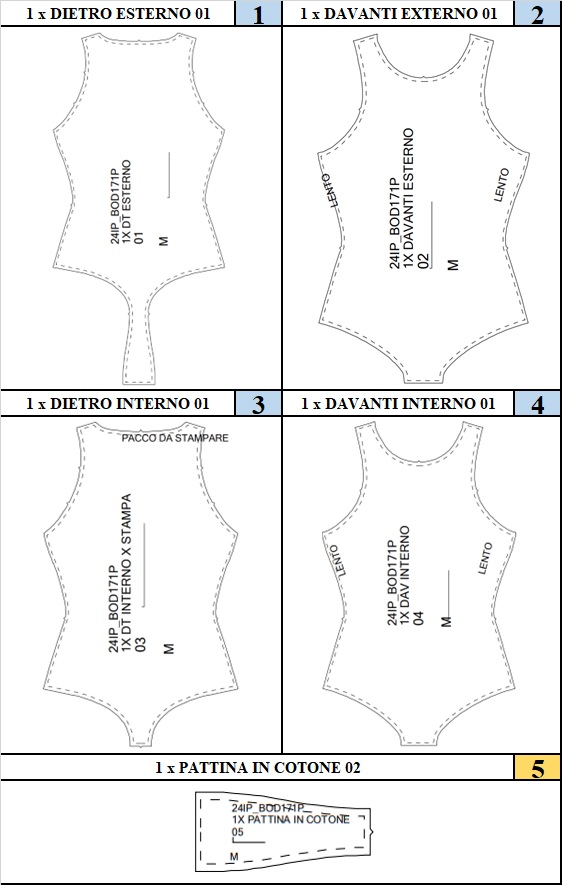 1 x DIETRO ESTERNO 01
1
1 x DAVANTI EXTERNO 01
2
24IP_BOD171P
1X DT ESTERNO
01
M
LENTO
LENTO
24IP_BOD171P
1X DAVANTI ESTERNO
02
M
1 x DIETRO INTERNO 01
3
1 x DAVANTI INTERNO 01
4
PACCO DA STAMPARE
24IP_BOD171P
1X DT INTERNO X STAMPA
03
M
LENTO
LENTO
24IP_BOD171P
1X DAV INTERNO
04
M
1 x PATTINA IN COTONE 02
5
24IP_BOD171P
1X PATTINA IN COTONE
05
M